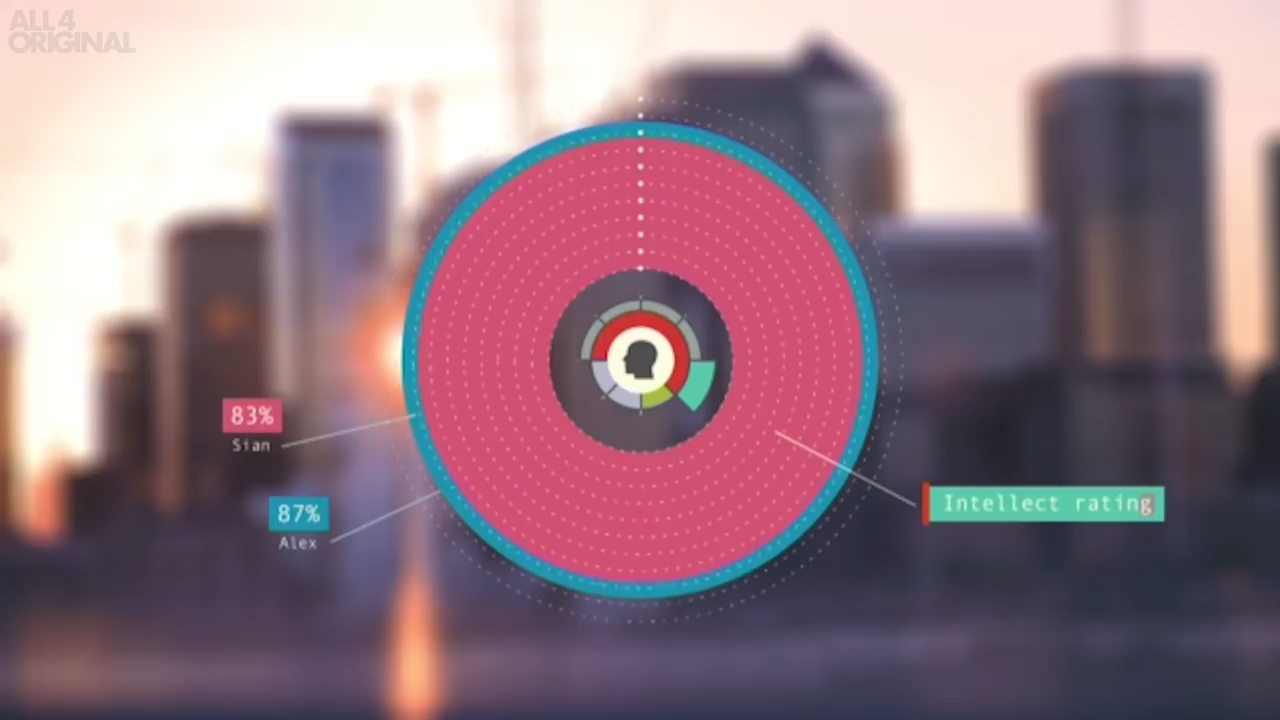 ALL 4
ORIGINAL
83%
Sian
87%
Alex
Intellect rating